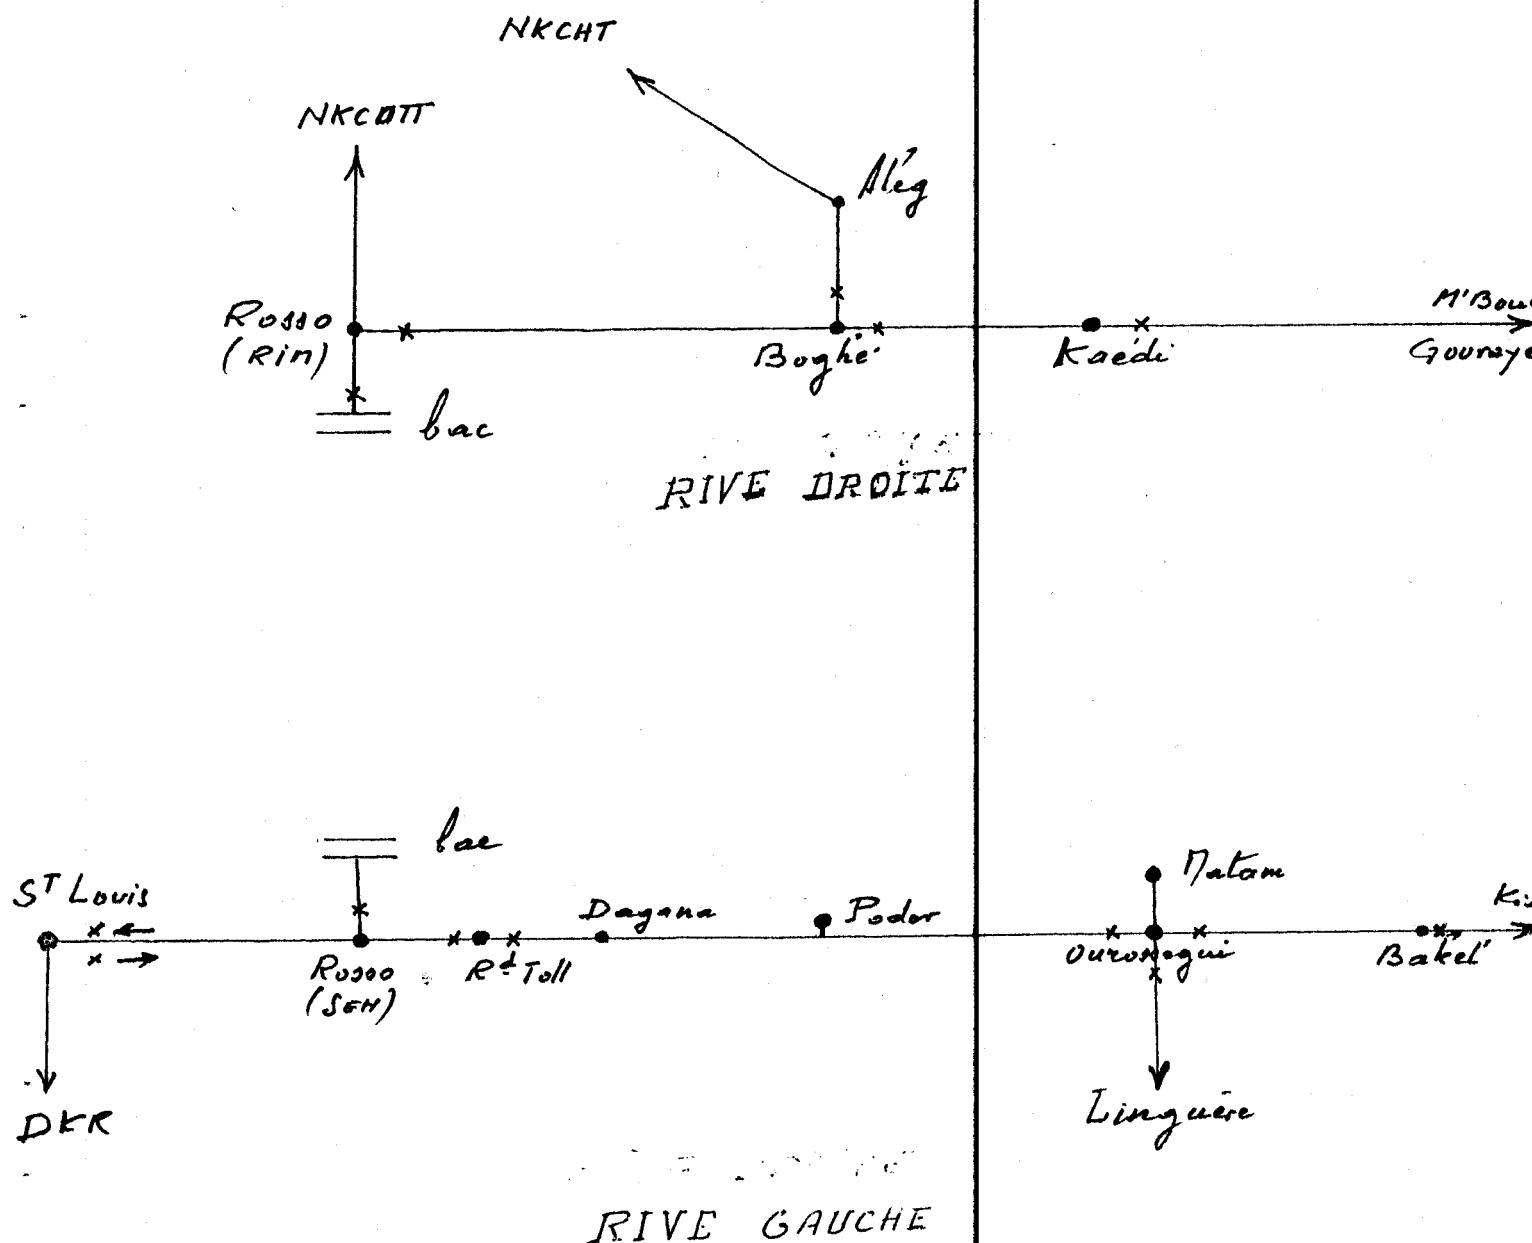 NKCHT
NKCOTT
Aleg
Rosso
(RIM)
Boghé
Kaédi
M'Bou
Gouraye
bac
RIVE DROITE
bac
ST Louis
Dagana
Podor
Matam
Rosso
(SEN)
Rd Toll
Ourossogui
Bakel
DKR
Linguère
RIVE GAUCHE